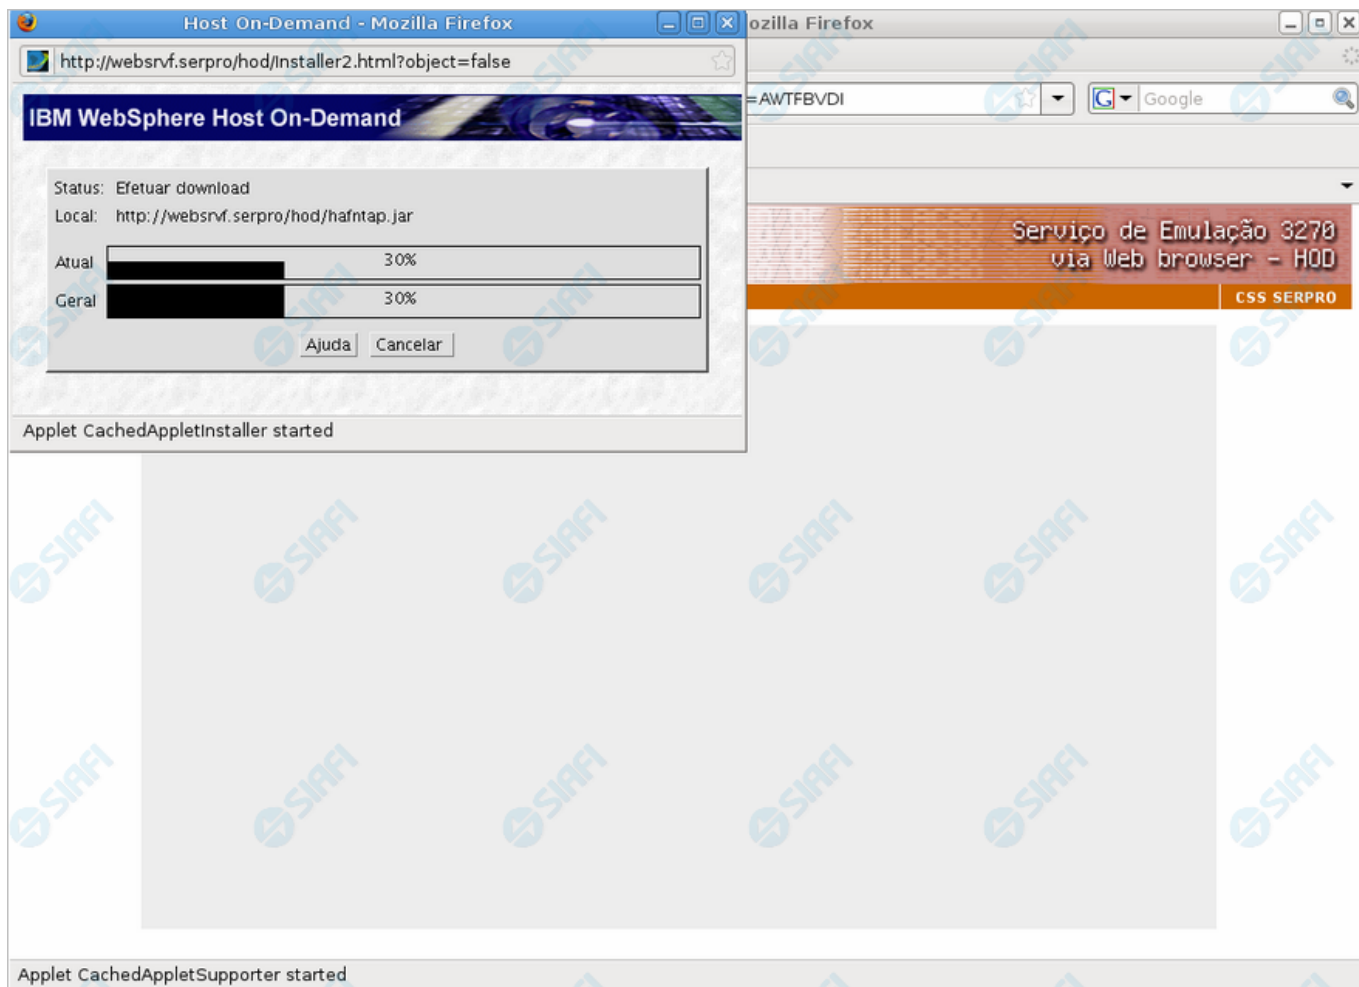 Host On-Demand - Mozilla Firefox
ozilla Firefox
http://websrvf.serpro/hod/Installer2.html?object=false
=AWTFBVDI
Google
IBM WebSphere Host On-Demand
Status: Efetuar download
Local: http://websrvf.serpro/hod/hafntap.jar
Atual 30%
Geral 30%
Ajuda Cancelar
Applet CachedAppletInstaller started
Serviço de Emulação 3270
via Web browser - HOD
CSS SERPRO
SIAFI
Applet CachedAppletSupporter started